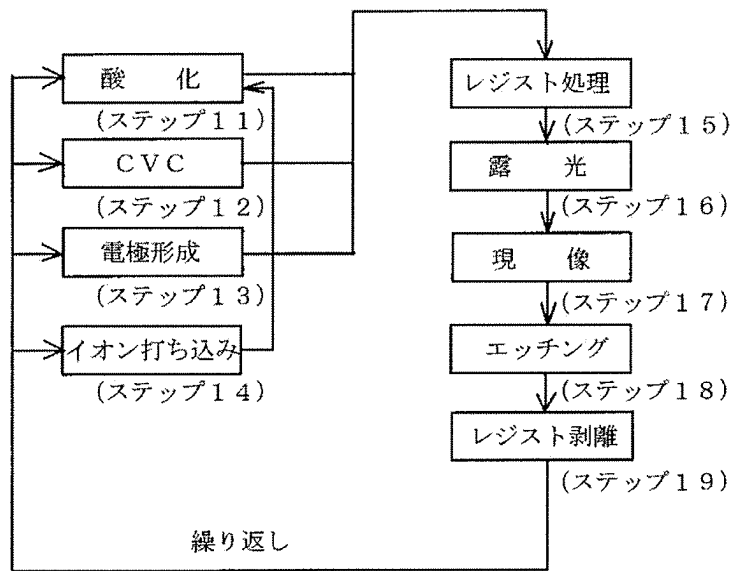 酸　化
(ステップ１１)
ＣＶＣ
(ステップ１２)
電極形成
(ステップ１３)
イオン打ち込み
(ステップ１４)
レジスト処理
(ステップ１５)
露　光
(ステップ１６)
現　像
(ステップ１７)
エッチング
(ステップ１８)
レジスト剥離
(ステップ１９)
繰り返し